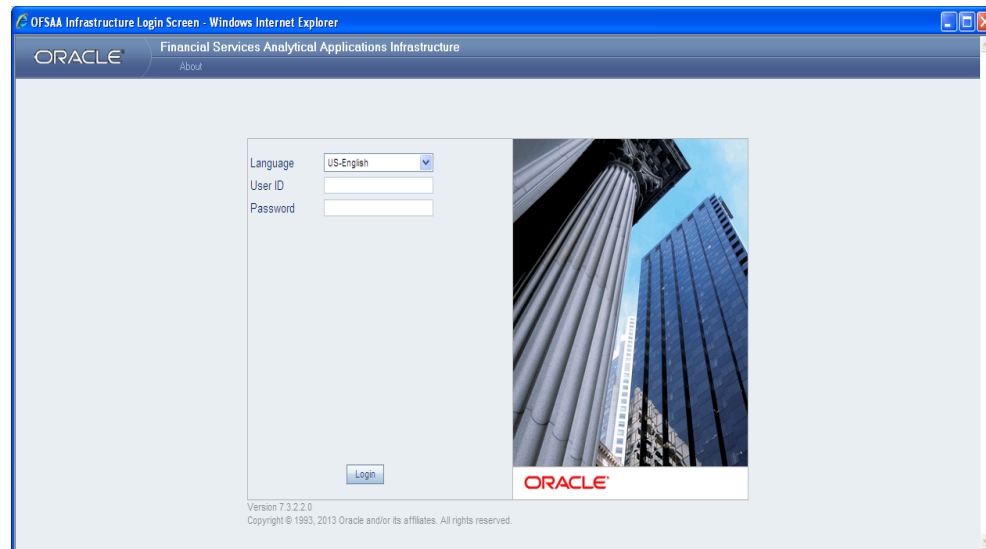 OFSAA Infrastructure Login Screen - Windows Internet Explorer
ORACLE
Financial Services Analytical Applications Infrastructure
About
Language
US-English
User ID
Password
Login
ORACLE
Version 7.3.2.2.0
Copyright © 1993, 2013 Oracle and/or its affiliates. All rights reserved.